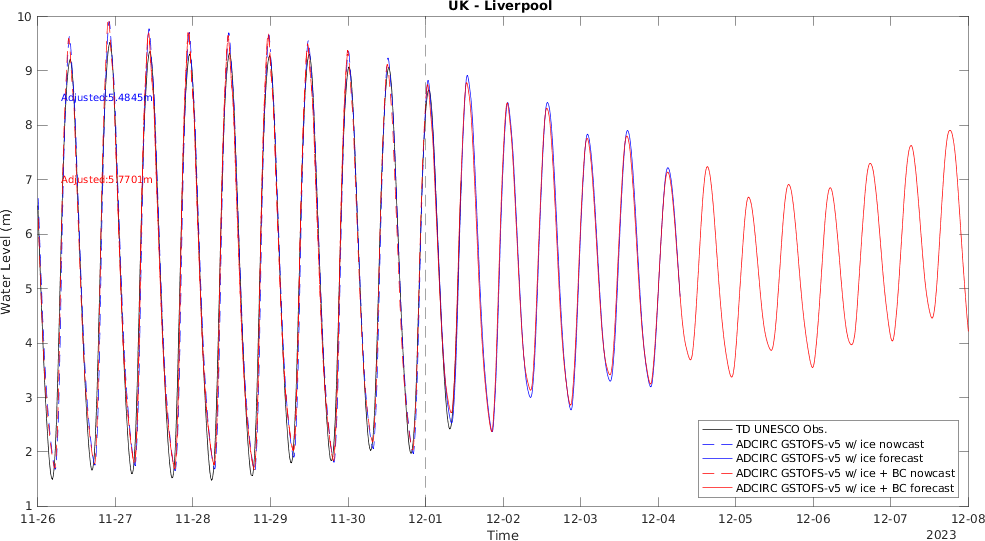 UK - Liverpool
10
9
8
7
6
5
4
3
2
1
Water Level (m)
Adjusted:5.4845m
Adjusted:5.7701m
TD UNESCO Obs.
ADCIRC GSTOFS-v5 w/ ice nowcast
ADCIRC GSTOFS-v5 w/ ice forecast
ADCIRC GSTOFS-v5 w/ ice + BC nowcast
ADCIRC GSTOFS-v5 w/ ice + BC forecast
11-26 11-27 11-28 11-29 11-30 12-01 12-02 12-03 12-04 12-05 12-06 12-07 12-08
Time
2023